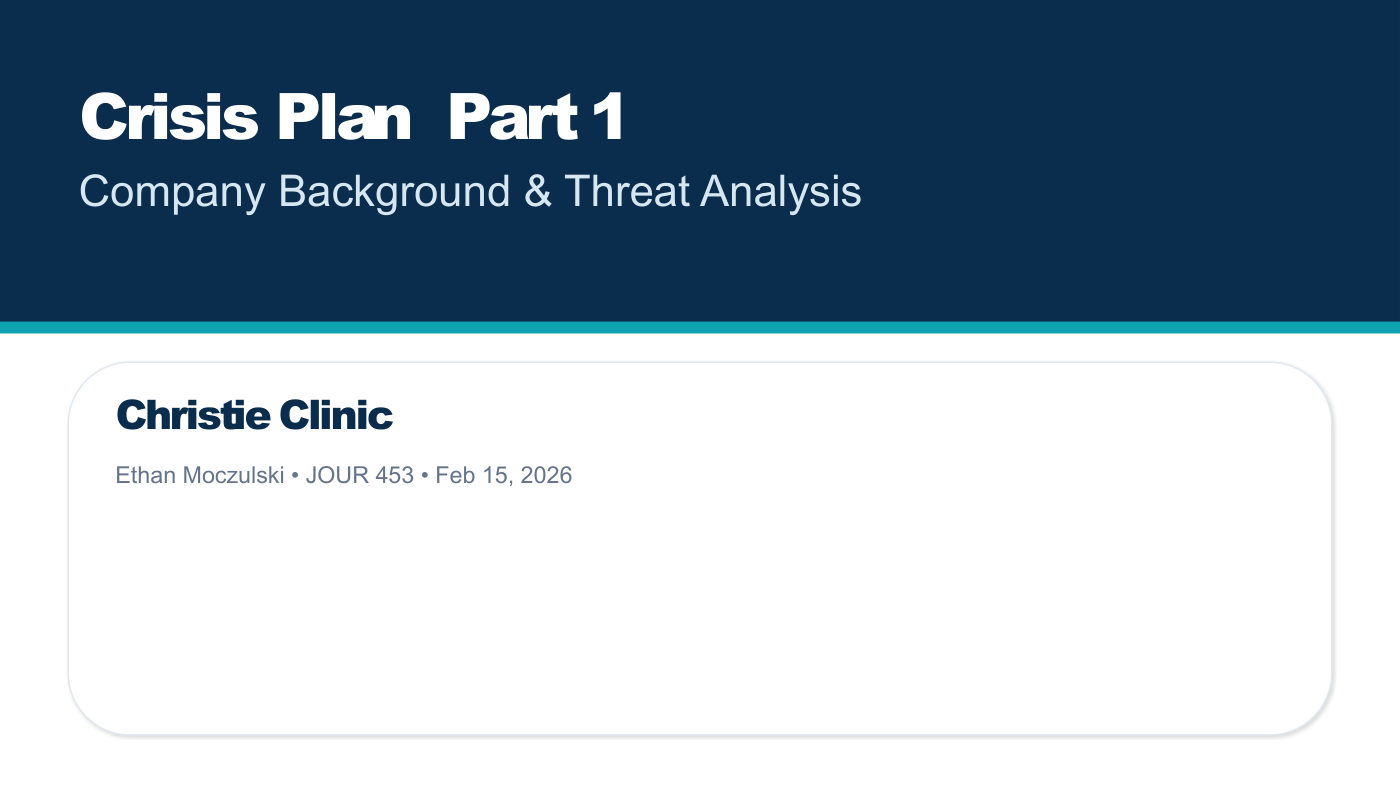 Crisis Plan  Part 1
Company Background & Threat Analysis
Christie Clinic
Ethan Moczulski • JOUR 453 • Feb 15, 2026